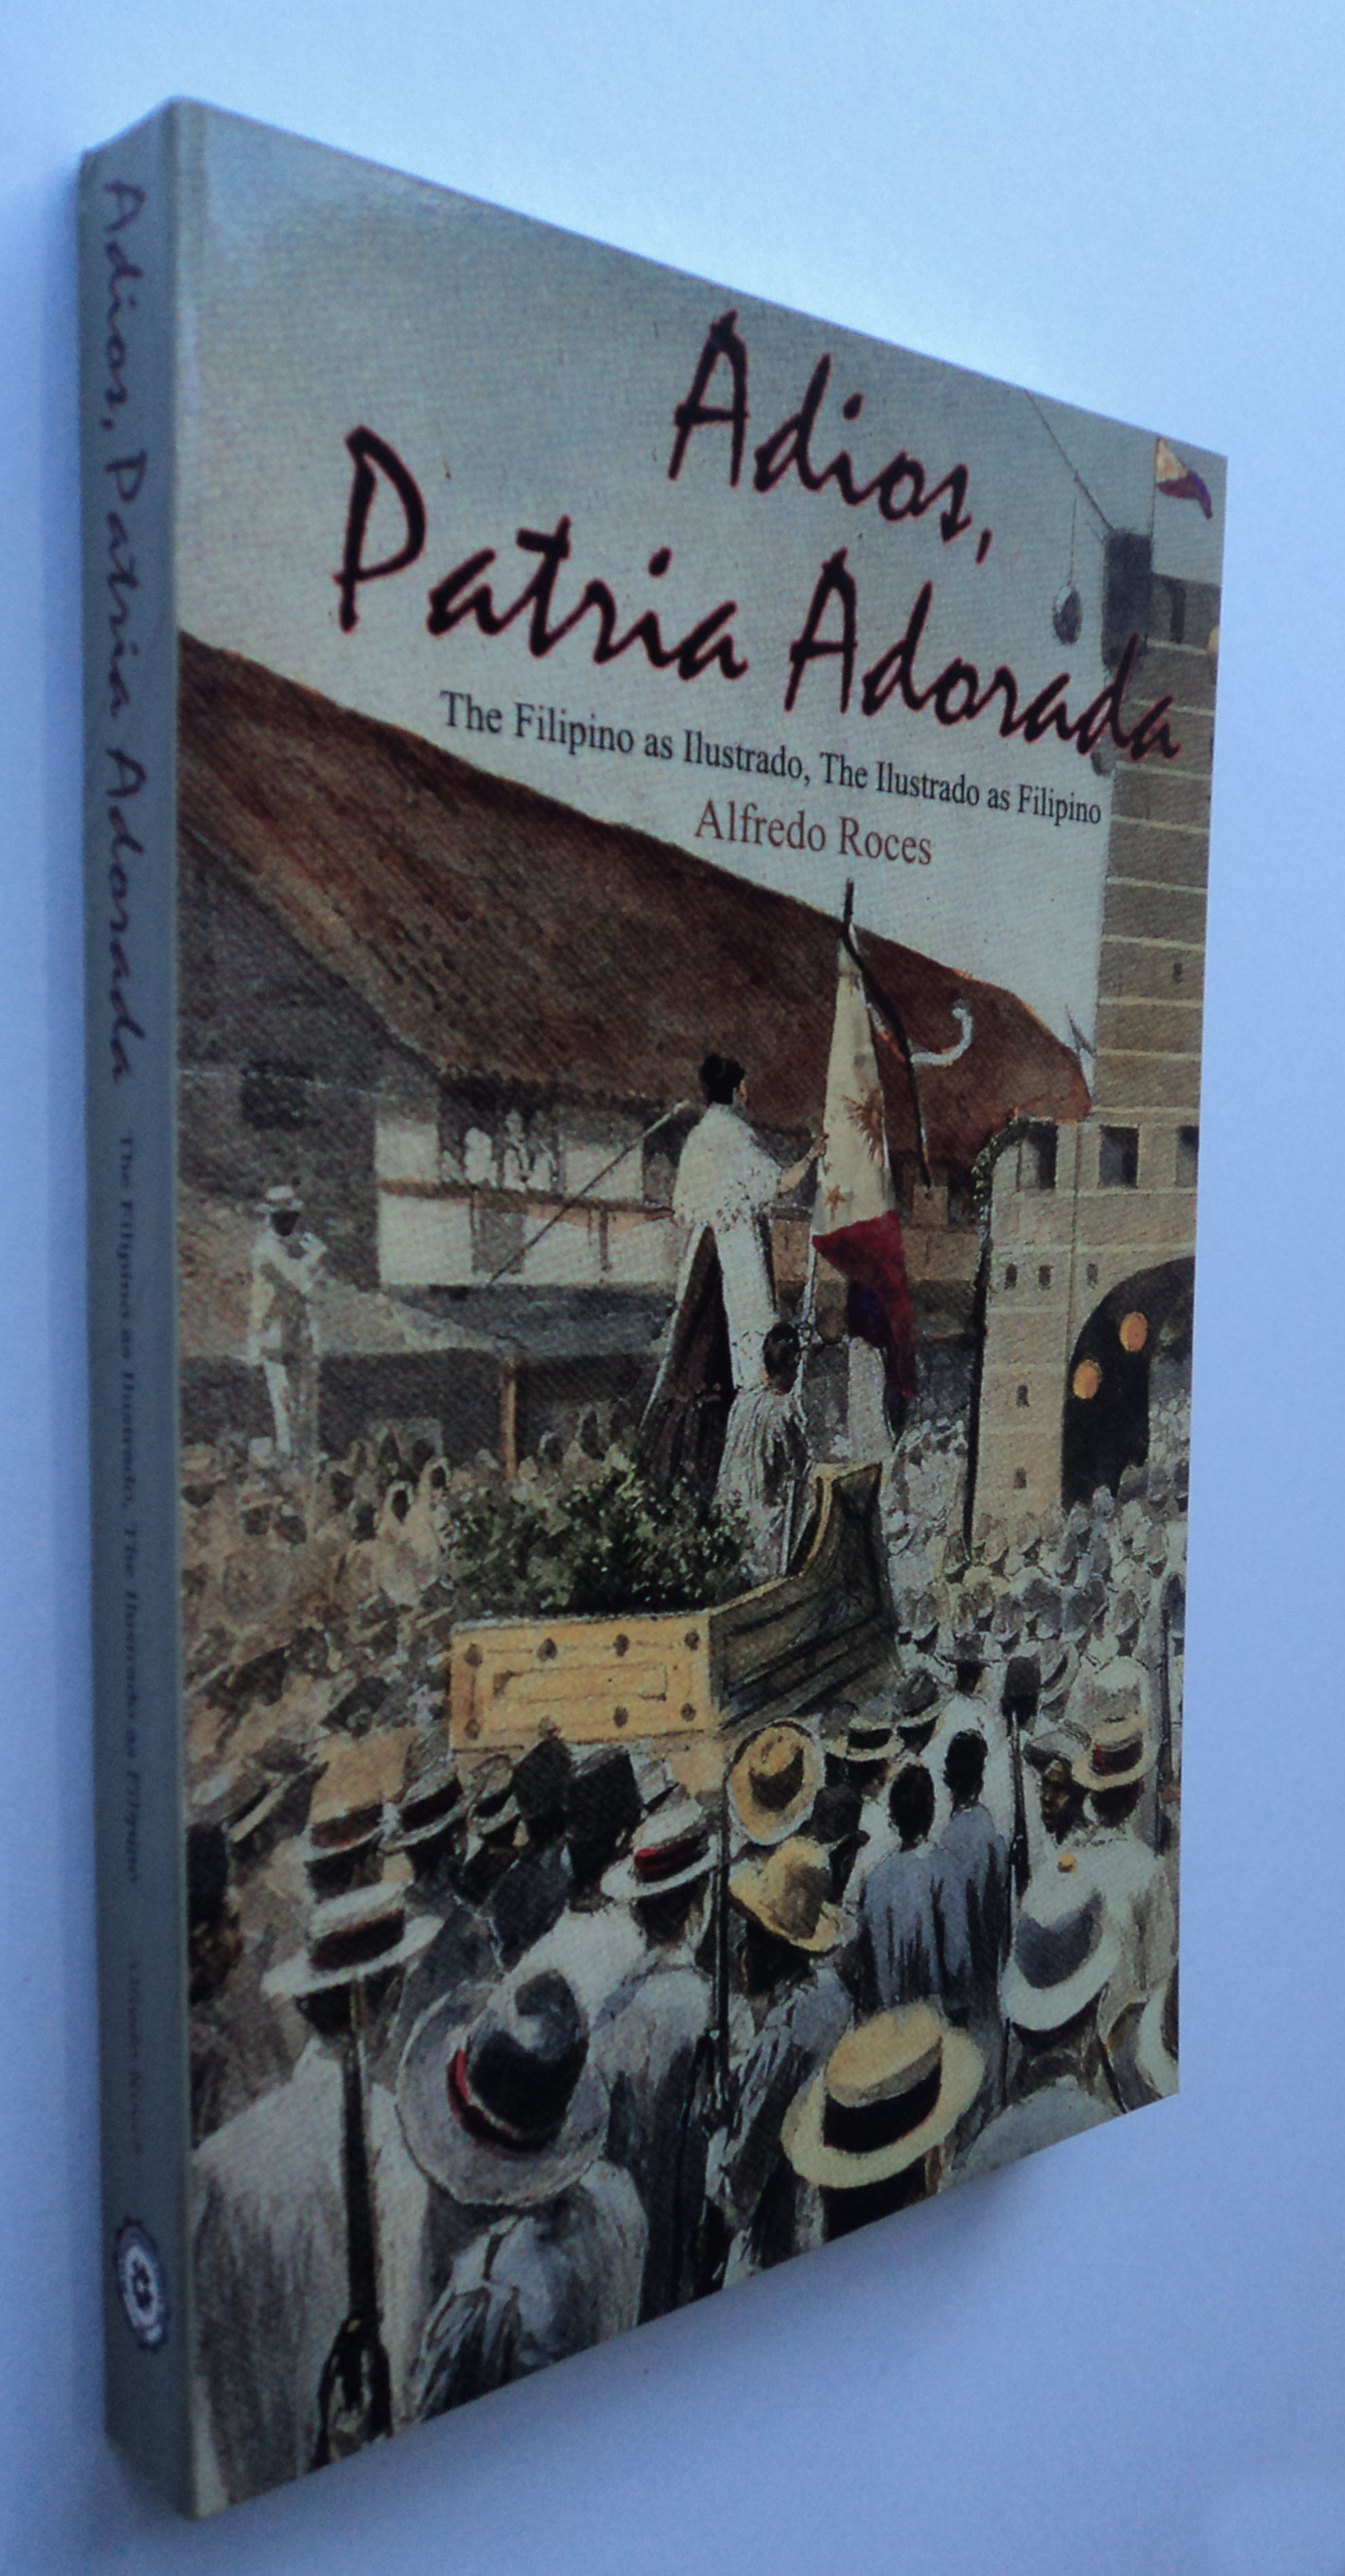 Adios, Patria Adorada The Filipino as Ilustrado, The Ilustrado as Filipino
Adios,
Patria Adorada
The Filipino as Ilustrado, The Ilustrado as Filipino
Alfredo Roces